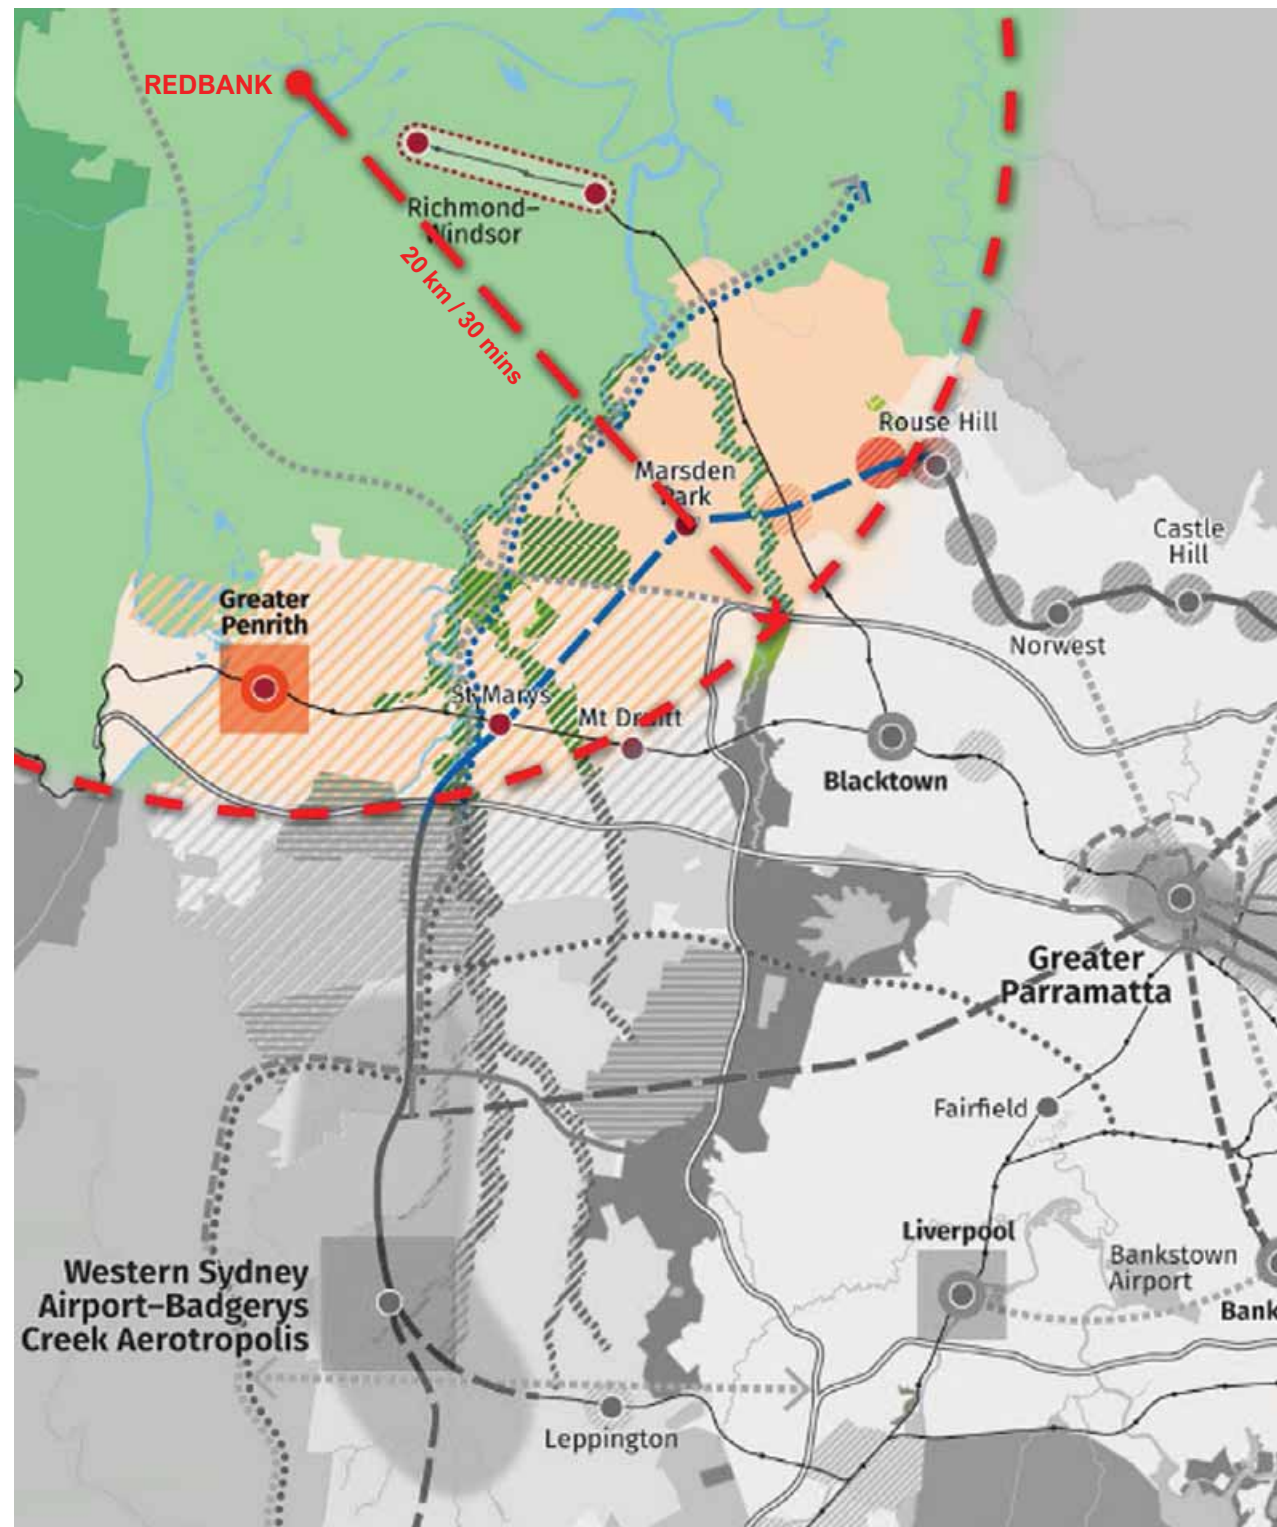 REDBANK
Richmond–
Windsor
20 km / 30 mins
Rouse Hill
Marsden
Park
Castle
Hill
Greater
Penrith
Norwest
St Marys
Mt Druitt
Blacktown
Greater
Parramatta
Fairfield
Liverpool
Bankstown
Airport
Western Sydney
Airport–Badgerys
Creek Aerotropolis
Bank
Leppington